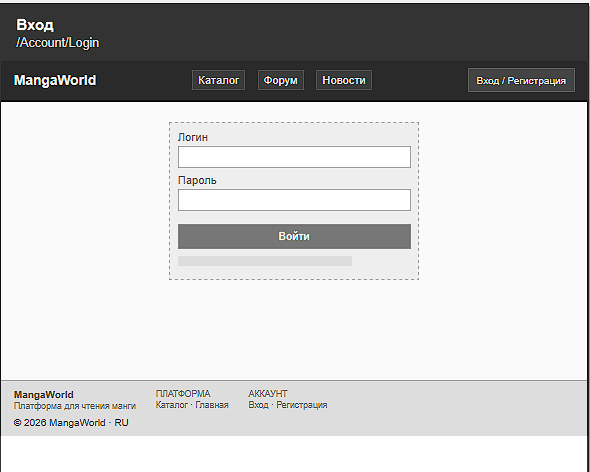 Вход
/Account/Login
MangaWorld Каталог Форум Новости Вход / Регистрация
Логин
Пароль
Войти
MangaWorld ПЛАТФОРМА АККАУНТ
Платформа для чтения манги Каталог · Главная Вход · Регистрация
© 2026 MangaWorld · RU